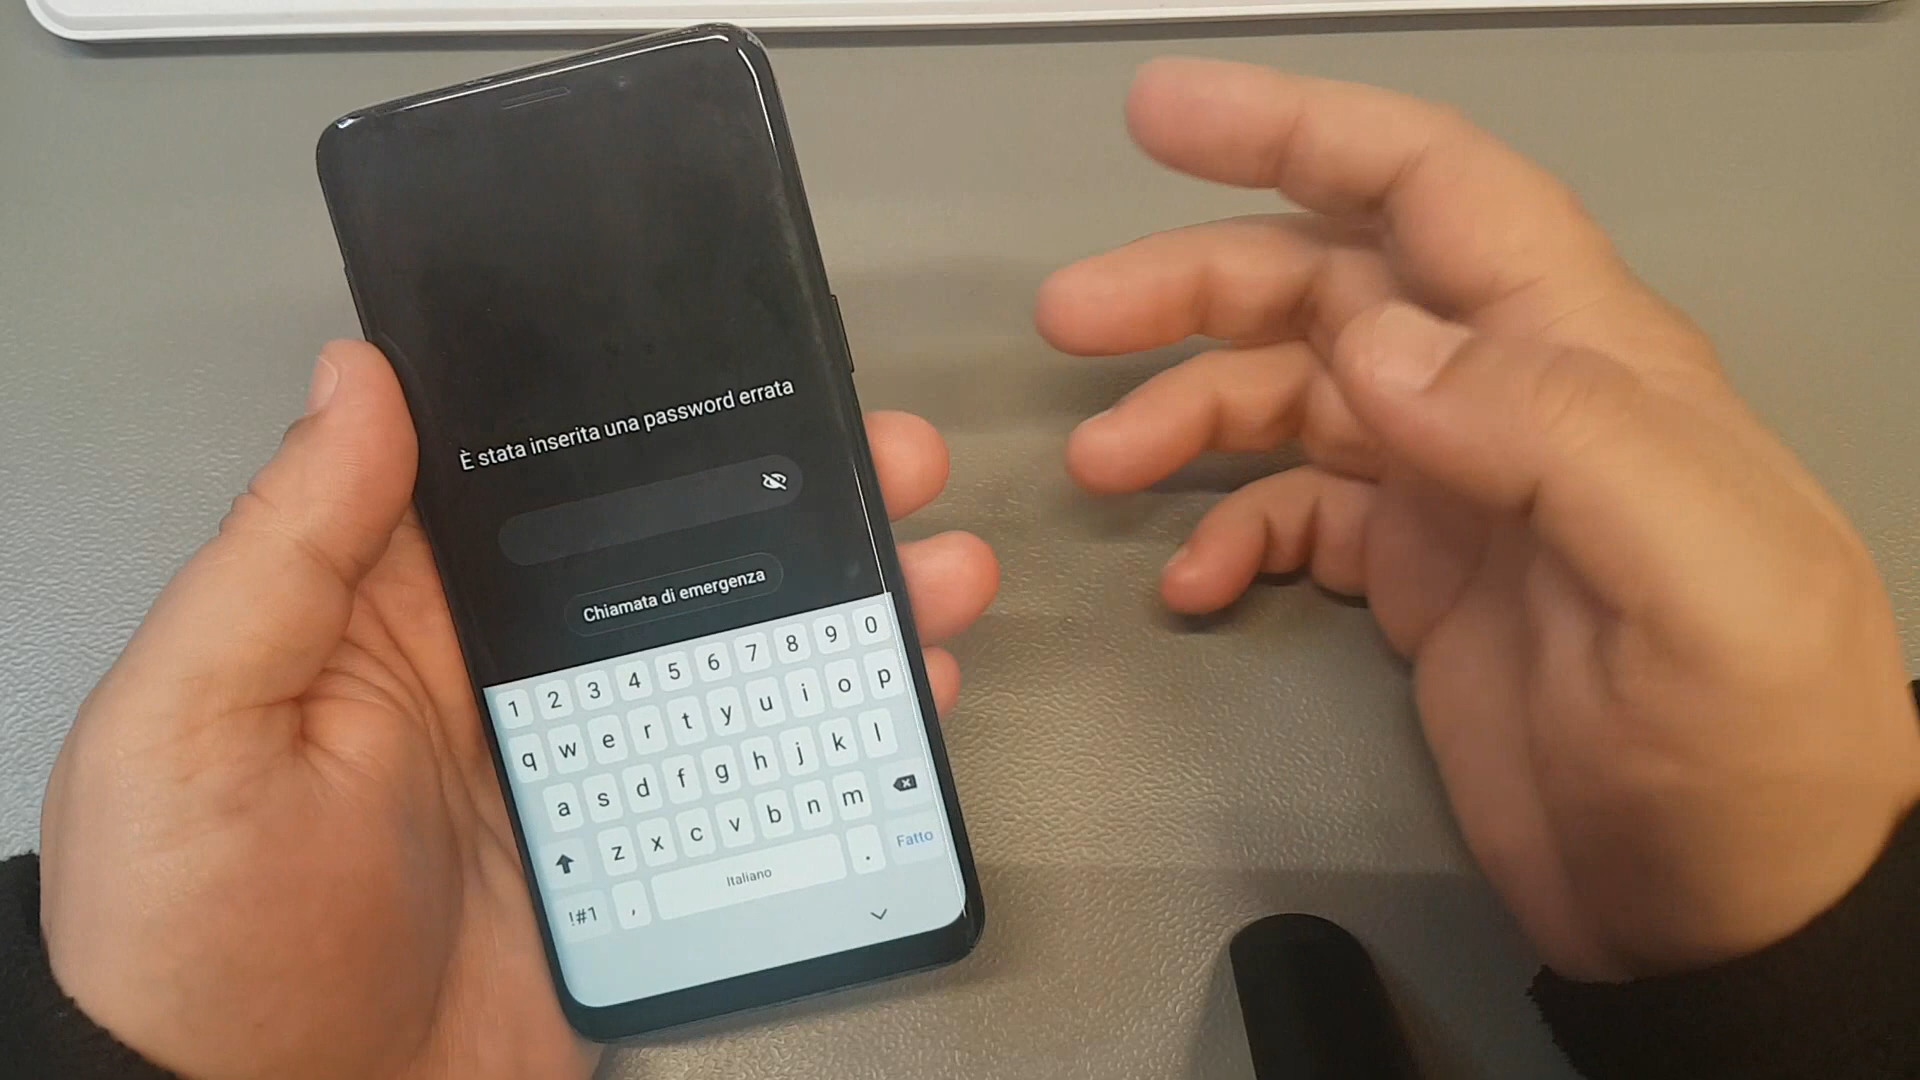 È stata inserita una password errata
Chiamata di emergenza
1 2 3 4 5 6 7 8 9 0
q w e r t y u i o p
a s d f g h j k l
z x c v b n m
!#1 , Italiano . Fatto